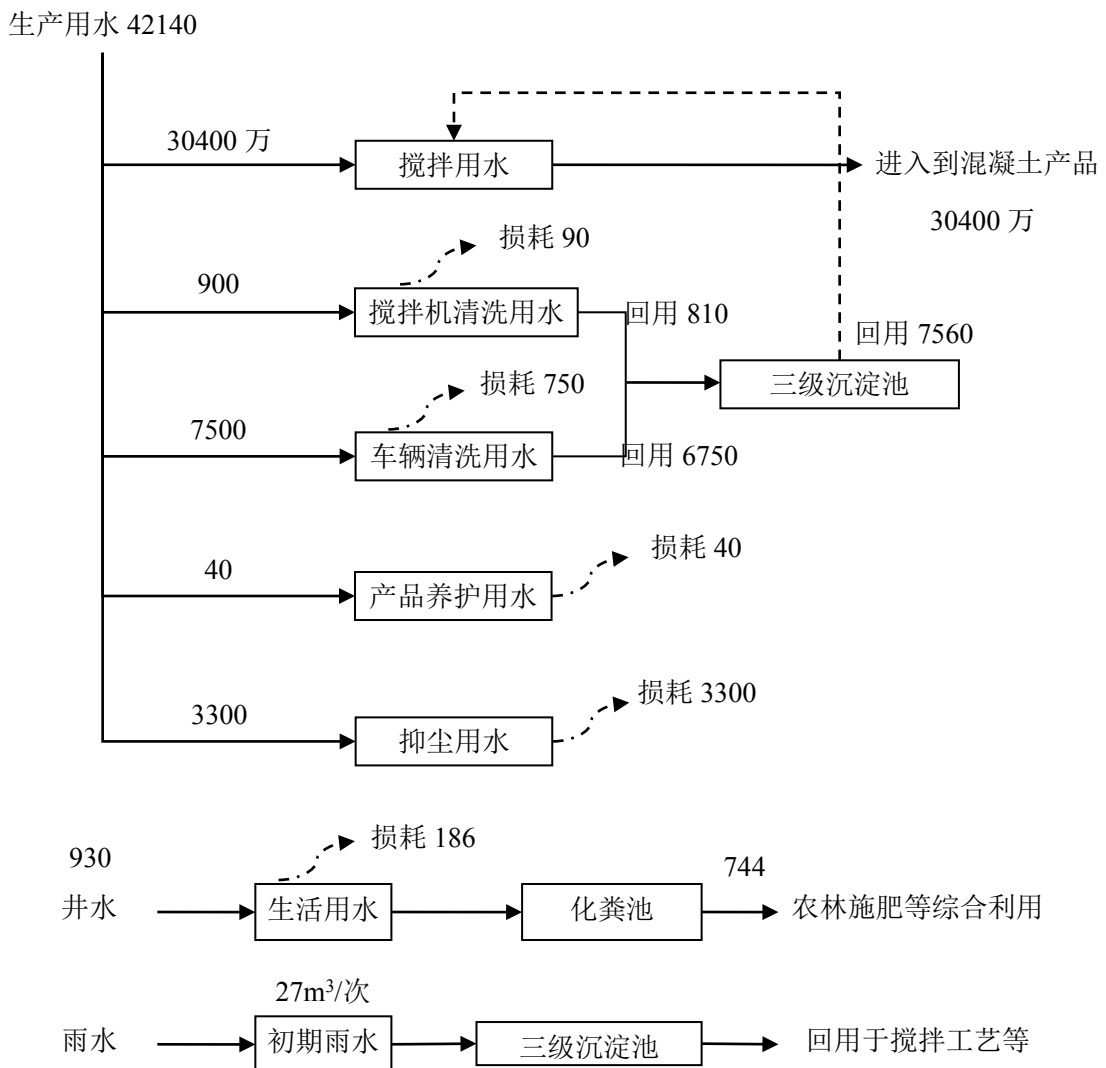 生产用水 42140
30400 万
搅拌用水
进入到混凝土产品
30400 万
损耗 90
900
搅拌机清洗用水
回用 810
回用 7560
三级沉淀池
损耗 750
7500
车辆清洗用水
回用 6750
损耗 40
40
产品养护用水
损耗 3300
3300
抑尘用水
损耗 186
930
744
井水
生活用水
化粪池
农林施肥等综合利用
27m³/次
雨水
初期雨水
三级沉淀池
回用于搅拌工艺等